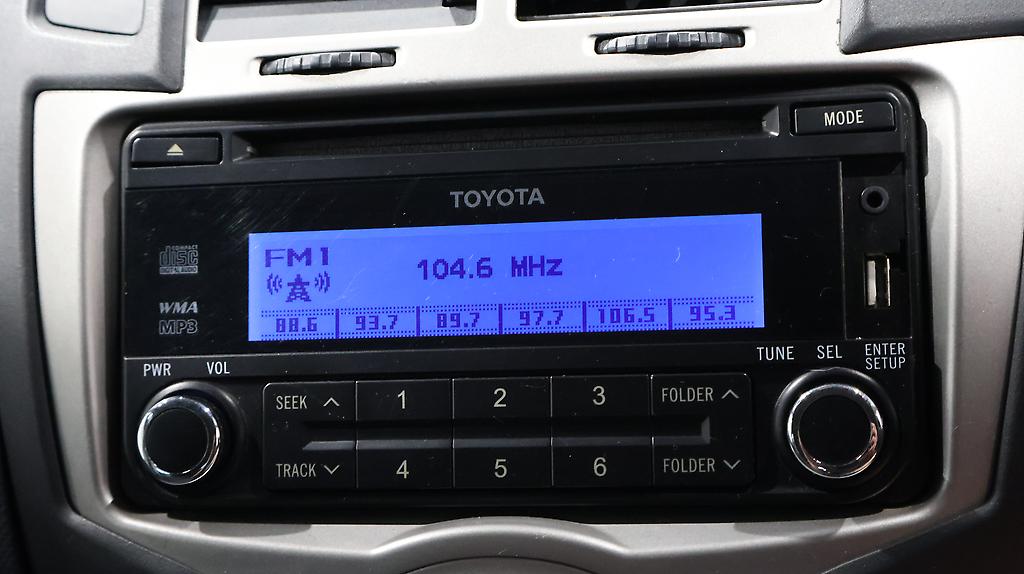 MODE
TOYOTA
COMPACT
disc
DIGITAL AUDIO
WMA
MP3
FM1
104.6 MHz
88.6 93.7 89.7 97.7 106.5 95.3
PWR VOL
TUNE SEL ENTER
SETUP
SEEK 1 2 3 FOLDER
TRACK 4 5 6 FOLDER